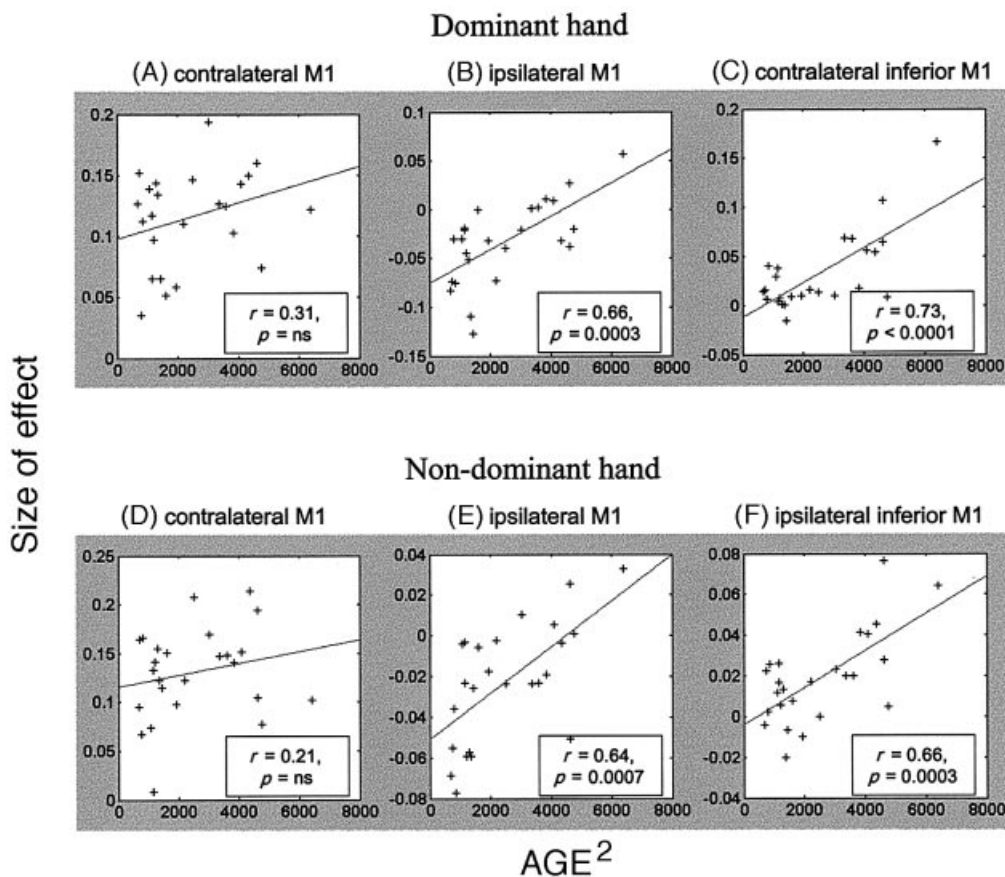 Dominant hand
(A) contralateral M1 (B) ipsilateral M1 (C) contralateral inferior M1
0.2
0.15
0.1
0.05
0
0 2000 4000 6000 8000
r = 0.31,
p = ns
0.1
0.05
0
-0.05
-0.1
-0.15
0 2000 4000 6000 8000
r = 0.66,
p = 0.0003
0.2
0.15
0.1
0.05
0
-0.05
0 2000 4000 6000 8000
r = 0.73,
p < 0.0001
Size of effect
Non-dominant hand
(D) contralateral M1 (E) ipsilateral M1 (F) ipsilateral inferior M1
0.25
0.2
0.15
0.1
0.05
0
0 2000 4000 6000 8000
r = 0.21,
p = ns
0.04
0.02
0
-0.02
-0.04
-0.06
-0.08
0 2000 4000 6000 8000
r = 0.64,
p = 0.0007
0.08
0.06
0.04
0.02
0
-0.02
-0.04
0 2000 4000 6000 8000
r = 0.66,
p = 0.0003
AGE²